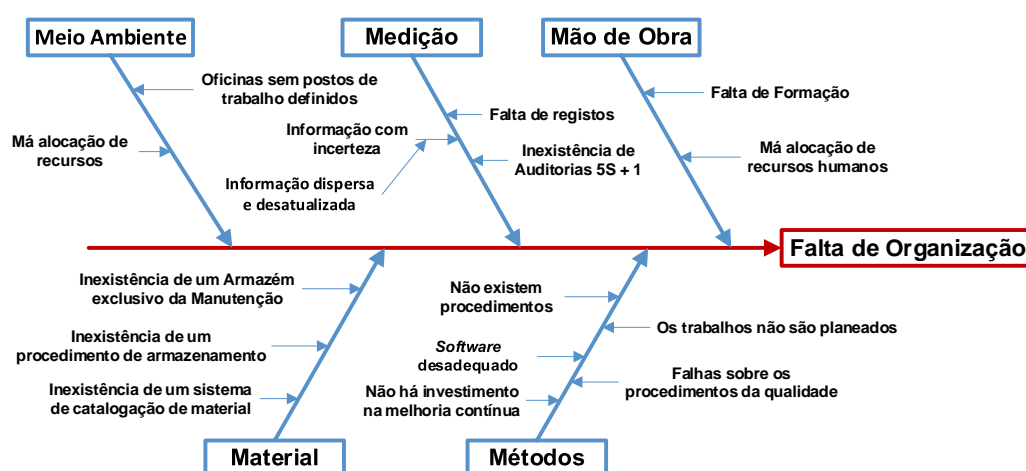 Meio Ambiente
Medição
Mão de Obra
Oficinas sem postos de
trabalho definidos
Má alocação de
recursos
Falta de registos
Informação com
incerteza
Inexistência de
Auditorias 5S + 1
Informação dispersa
e desatualizada
Falta de Formação
Má alocação de
recursos humanos
Falta de Organização
Inexistência de um Armazém
exclusivo da Manutenção
Inexistência de um
procedimento de armazenamento
Inexistência de um sistema
de catalogação de material
Não existem
procedimentos
Os trabalhos não são planeados
Software
desadequado
Falhas sobre os
procedimentos da qualidade
Não há investimento
na melhoria contínua
Material
Métodos